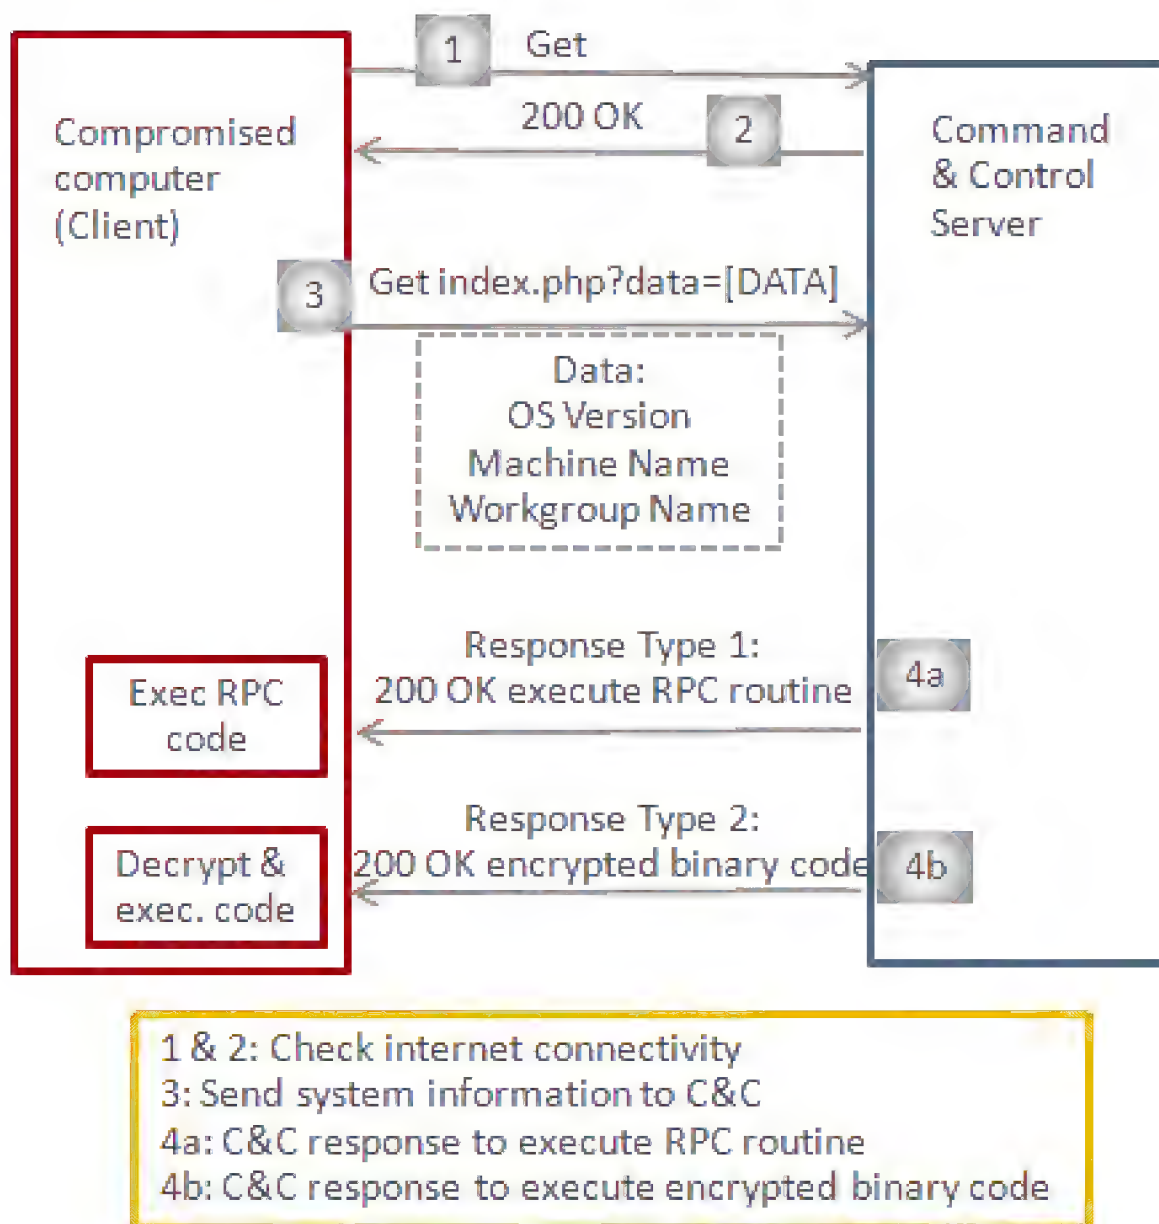 1
Get
200 OK
2
Compromised
computer
(Client)
Command
& Control
Server
3
Get index.php?data=[DATA]
Data:
OS Version
Machine Name
Workgroup Name
Response Type 1:
200 OK execute RPC routine
4a
Exec RPC
code
Response Type 2:
200 OK encrypted binary code
4b
Decrypt &
exec. code
1 & 2: Check internet connectivity
3: Send system information to C&C
4a: C&C response to execute RPC routine
4b: C&C response to execute encrypted binary code